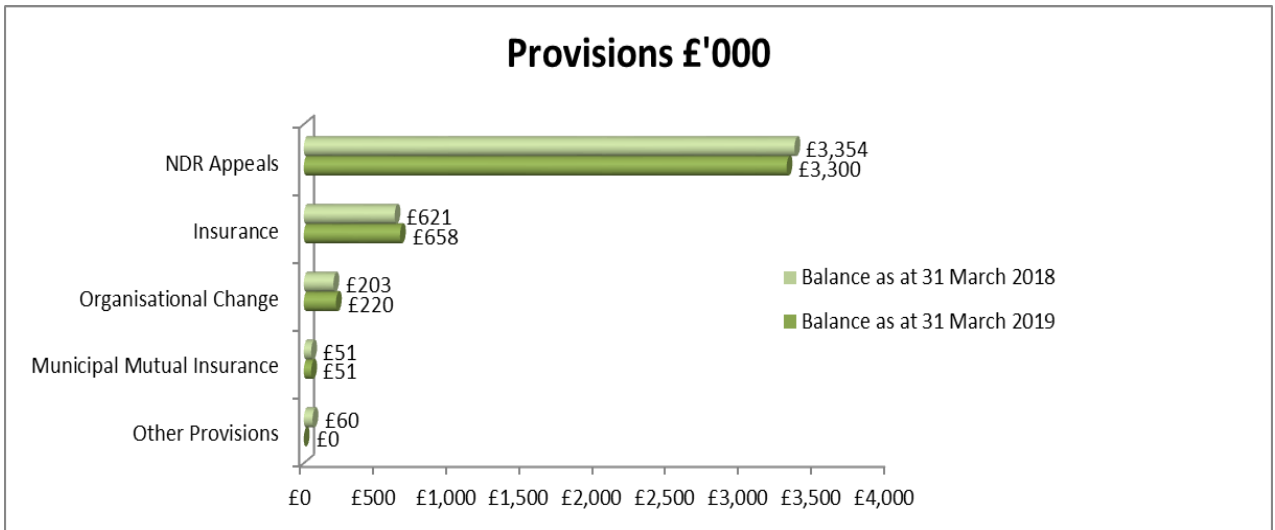 Provisions £'000
NDR Appeals
£3,354
£3,300
Insurance
£621
£658
Organisational Change
£203
£220
Municipal Mutual Insurance
£51
£51
Other Provisions
£60
£0
Balance as at 31 March 2018
Balance as at 31 March 2019
£0 £500 £1,000 £1,500 £2,000 £2,500 £3,000 £3,500 £4,000